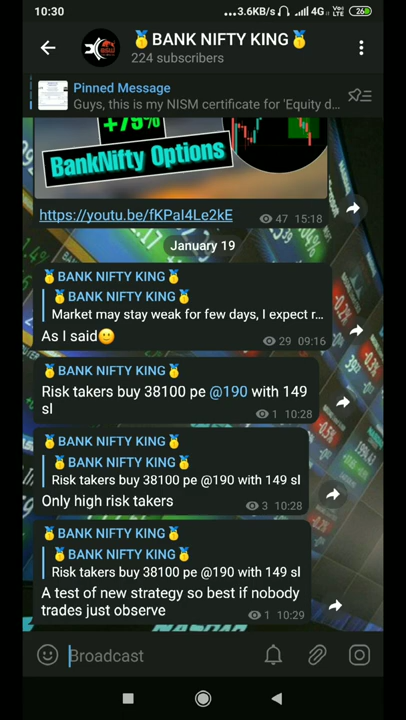 10:30
...3.6KB/s 4G Vo LTE 26
🏅BANK NIFTY KING🏅
224 subscribers
Pinned Message
Guys, this is my NISM certificate for 'Equity d...
+79%
BankNifty Options
https://youtu.be/fKPaI4Le2kE 47 15:18
January 19
🏅BANK NIFTY KING🏅
🏅BANK NIFTY KING🏅
Market may stay weak for few days, I expect r...
As I said🙂
29 09:16
🏅BANK NIFTY KING🏅
Risk takers buy 38100 pe @190 with 149
sl
1 10:28
🏅BANK NIFTY KING🏅
🏅BANK NIFTY KING🏅
Risk takers buy 38100 pe @190 with 149 sl
Only high risk takers
3 10:28
🏅BANK NIFTY KING🏅
🏅BANK NIFTY KING🏅
Risk takers buy 38100 pe @190 with 149 sl
A test of new strategy so best if nobody
trades just observe
1 10:29
Broadcast